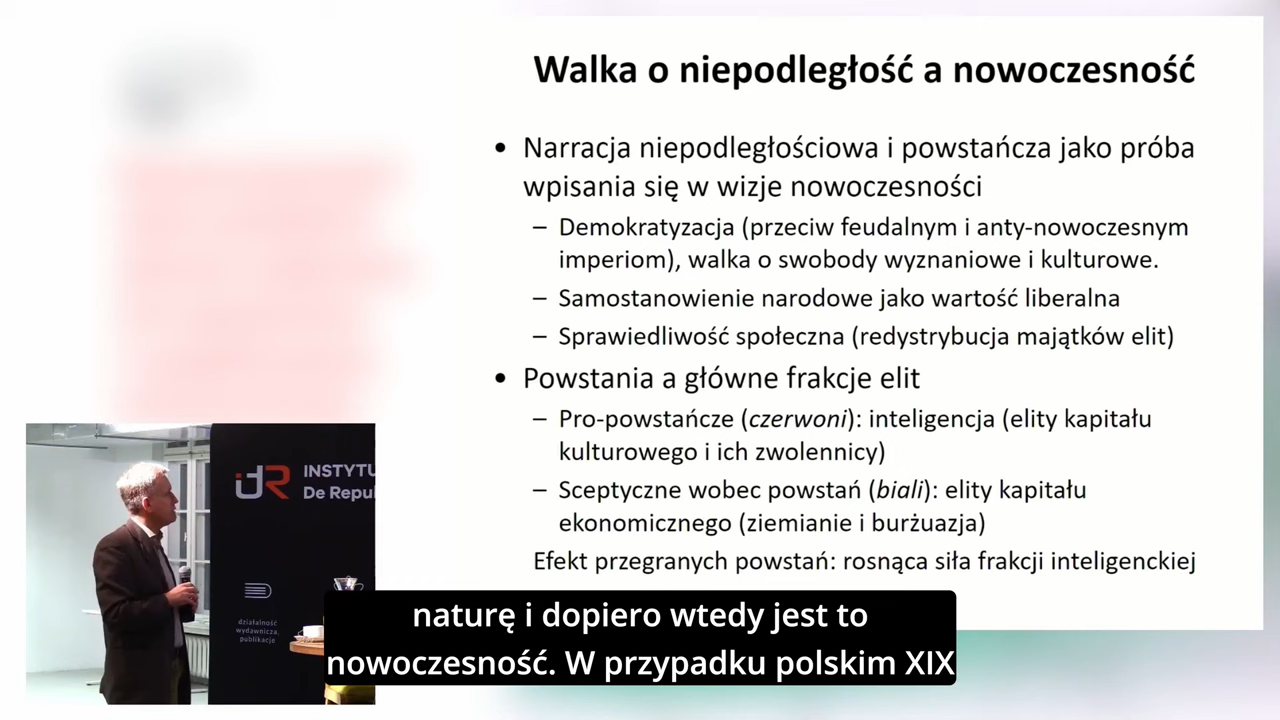 Walka o niepodległość a nowoczesność
• Narracja niepodległościowa i powstańcza jako próba
wpisania się w wizje nowoczesności
– Demokratyzacja (przeciw feudalnym i anty-nowoczesnym
imperiom), walka o swobody wyznaniowe i kulturowe.
– Samostanowienie narodowe jako wartość liberalna
– Sprawiedliwość społeczna (redystrybucja majątków elit)
• Powstania a główne frakcje elit
– Pro-powstańcze (czerwoni): inteligencja (elity kapitału
kulturowego i ich zwolennicy)
– Sceptyczne wobec powstań (biali): elity kapitału
ekonomicznego (ziemianie i burżuazja)
Efekt przegranych powstań: rosnąca siła frakcji inteligenckiej
idR
INSTYTU
De Repu
działalność
wydawnicza,
publikacje
naturę i dopiero wtedy jest to
nowoczesność. W przypadku polskim XIX